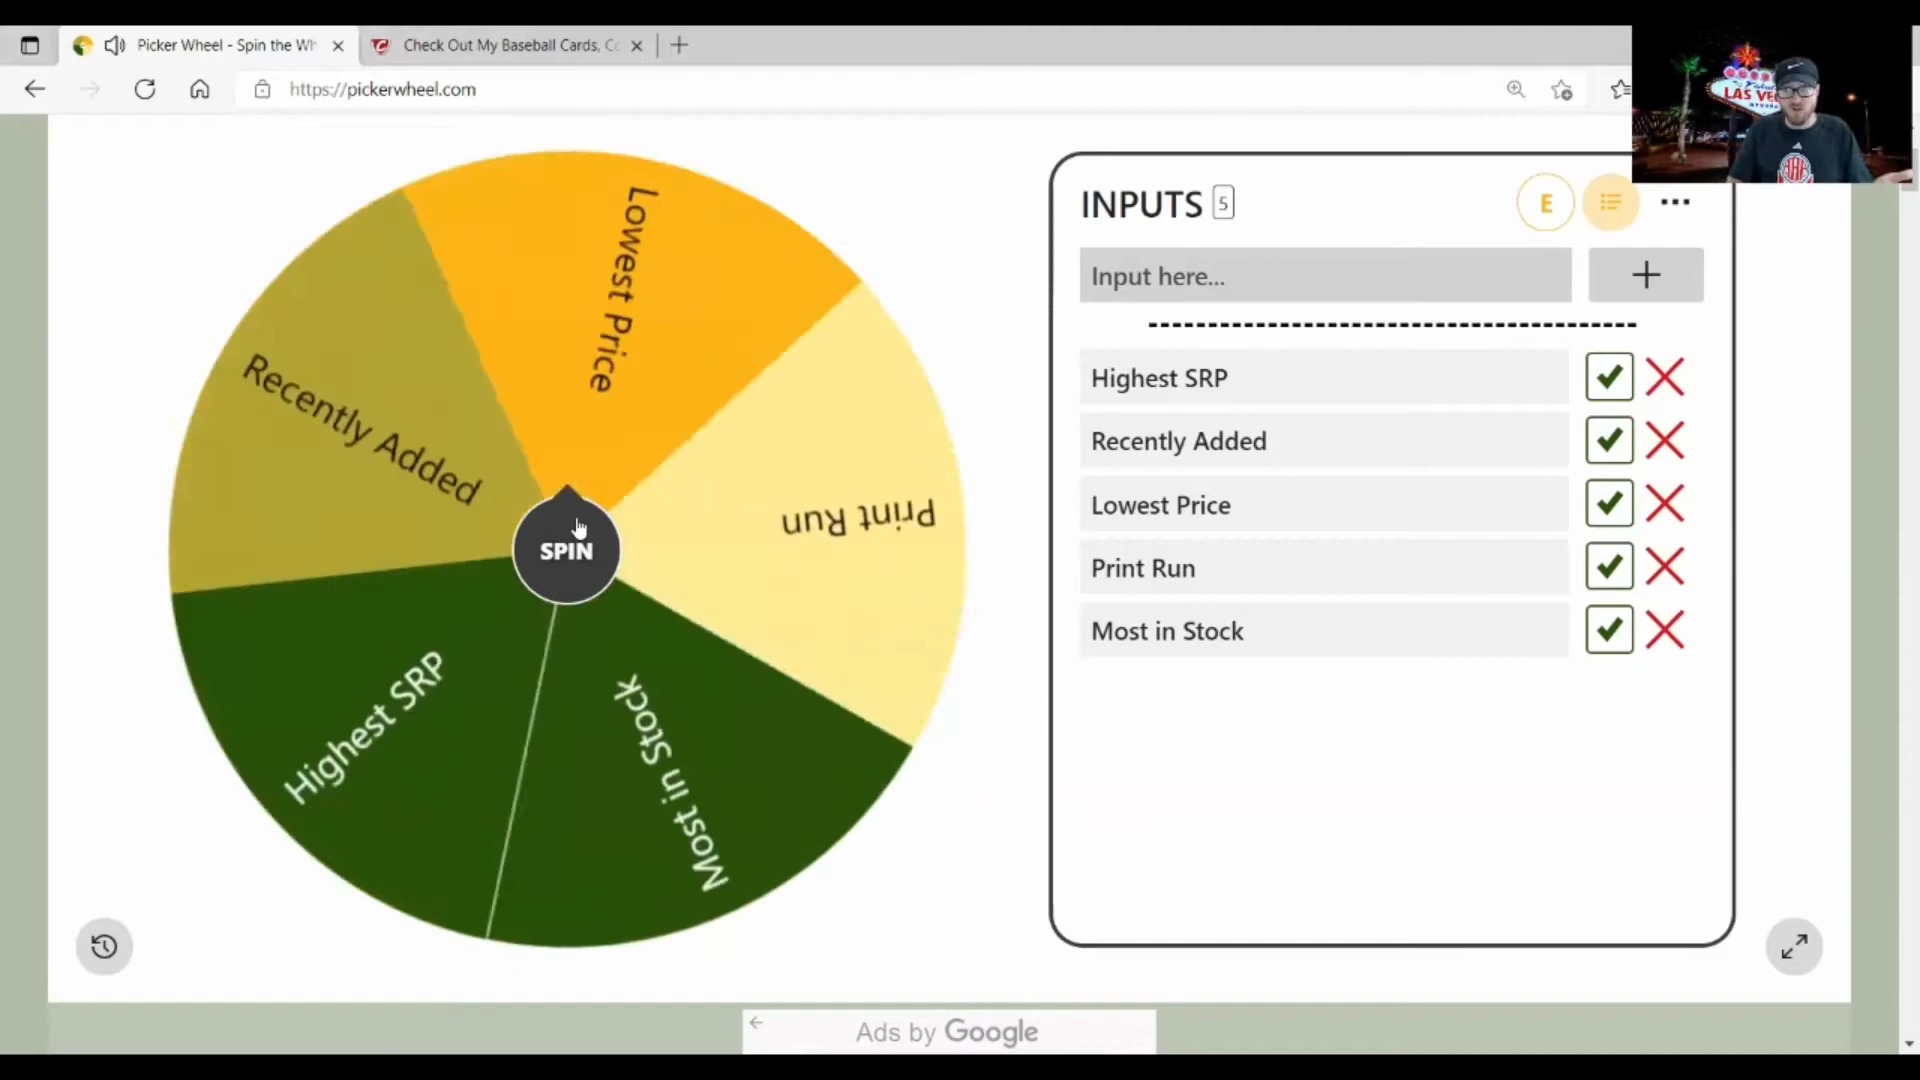 Picker Wheel - Spin the Wh
Check Out My Baseball Cards, Co
https://pickerwheel.com
LAS VE
Lowest Price
Recently Added
Print Run
SPIN
Highest SRP
Most in Stock
INPUTS 5
E
Input here...
Highest SRP
Recently Added
Lowest Price
Print Run
Most in Stock
Ads by Google